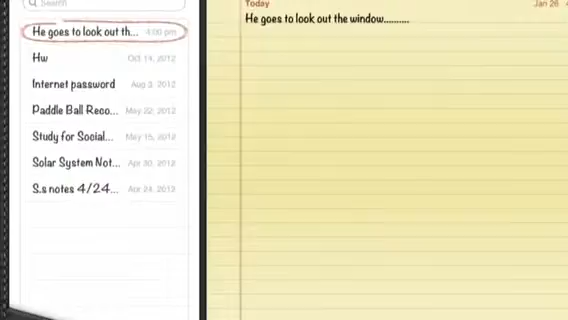 Search
He goes to look out th... 4:00 pm
Hw Oct 14, 2012
Internet password Aug 3, 2012
Paddle Ball Reco... May 22, 2012
Study for Social... May 15, 2012
Solar System Not... Apr 30, 2012
S.s notes 4/24... Apr 24, 2012
Today Jan 26
He goes to look out the window..........